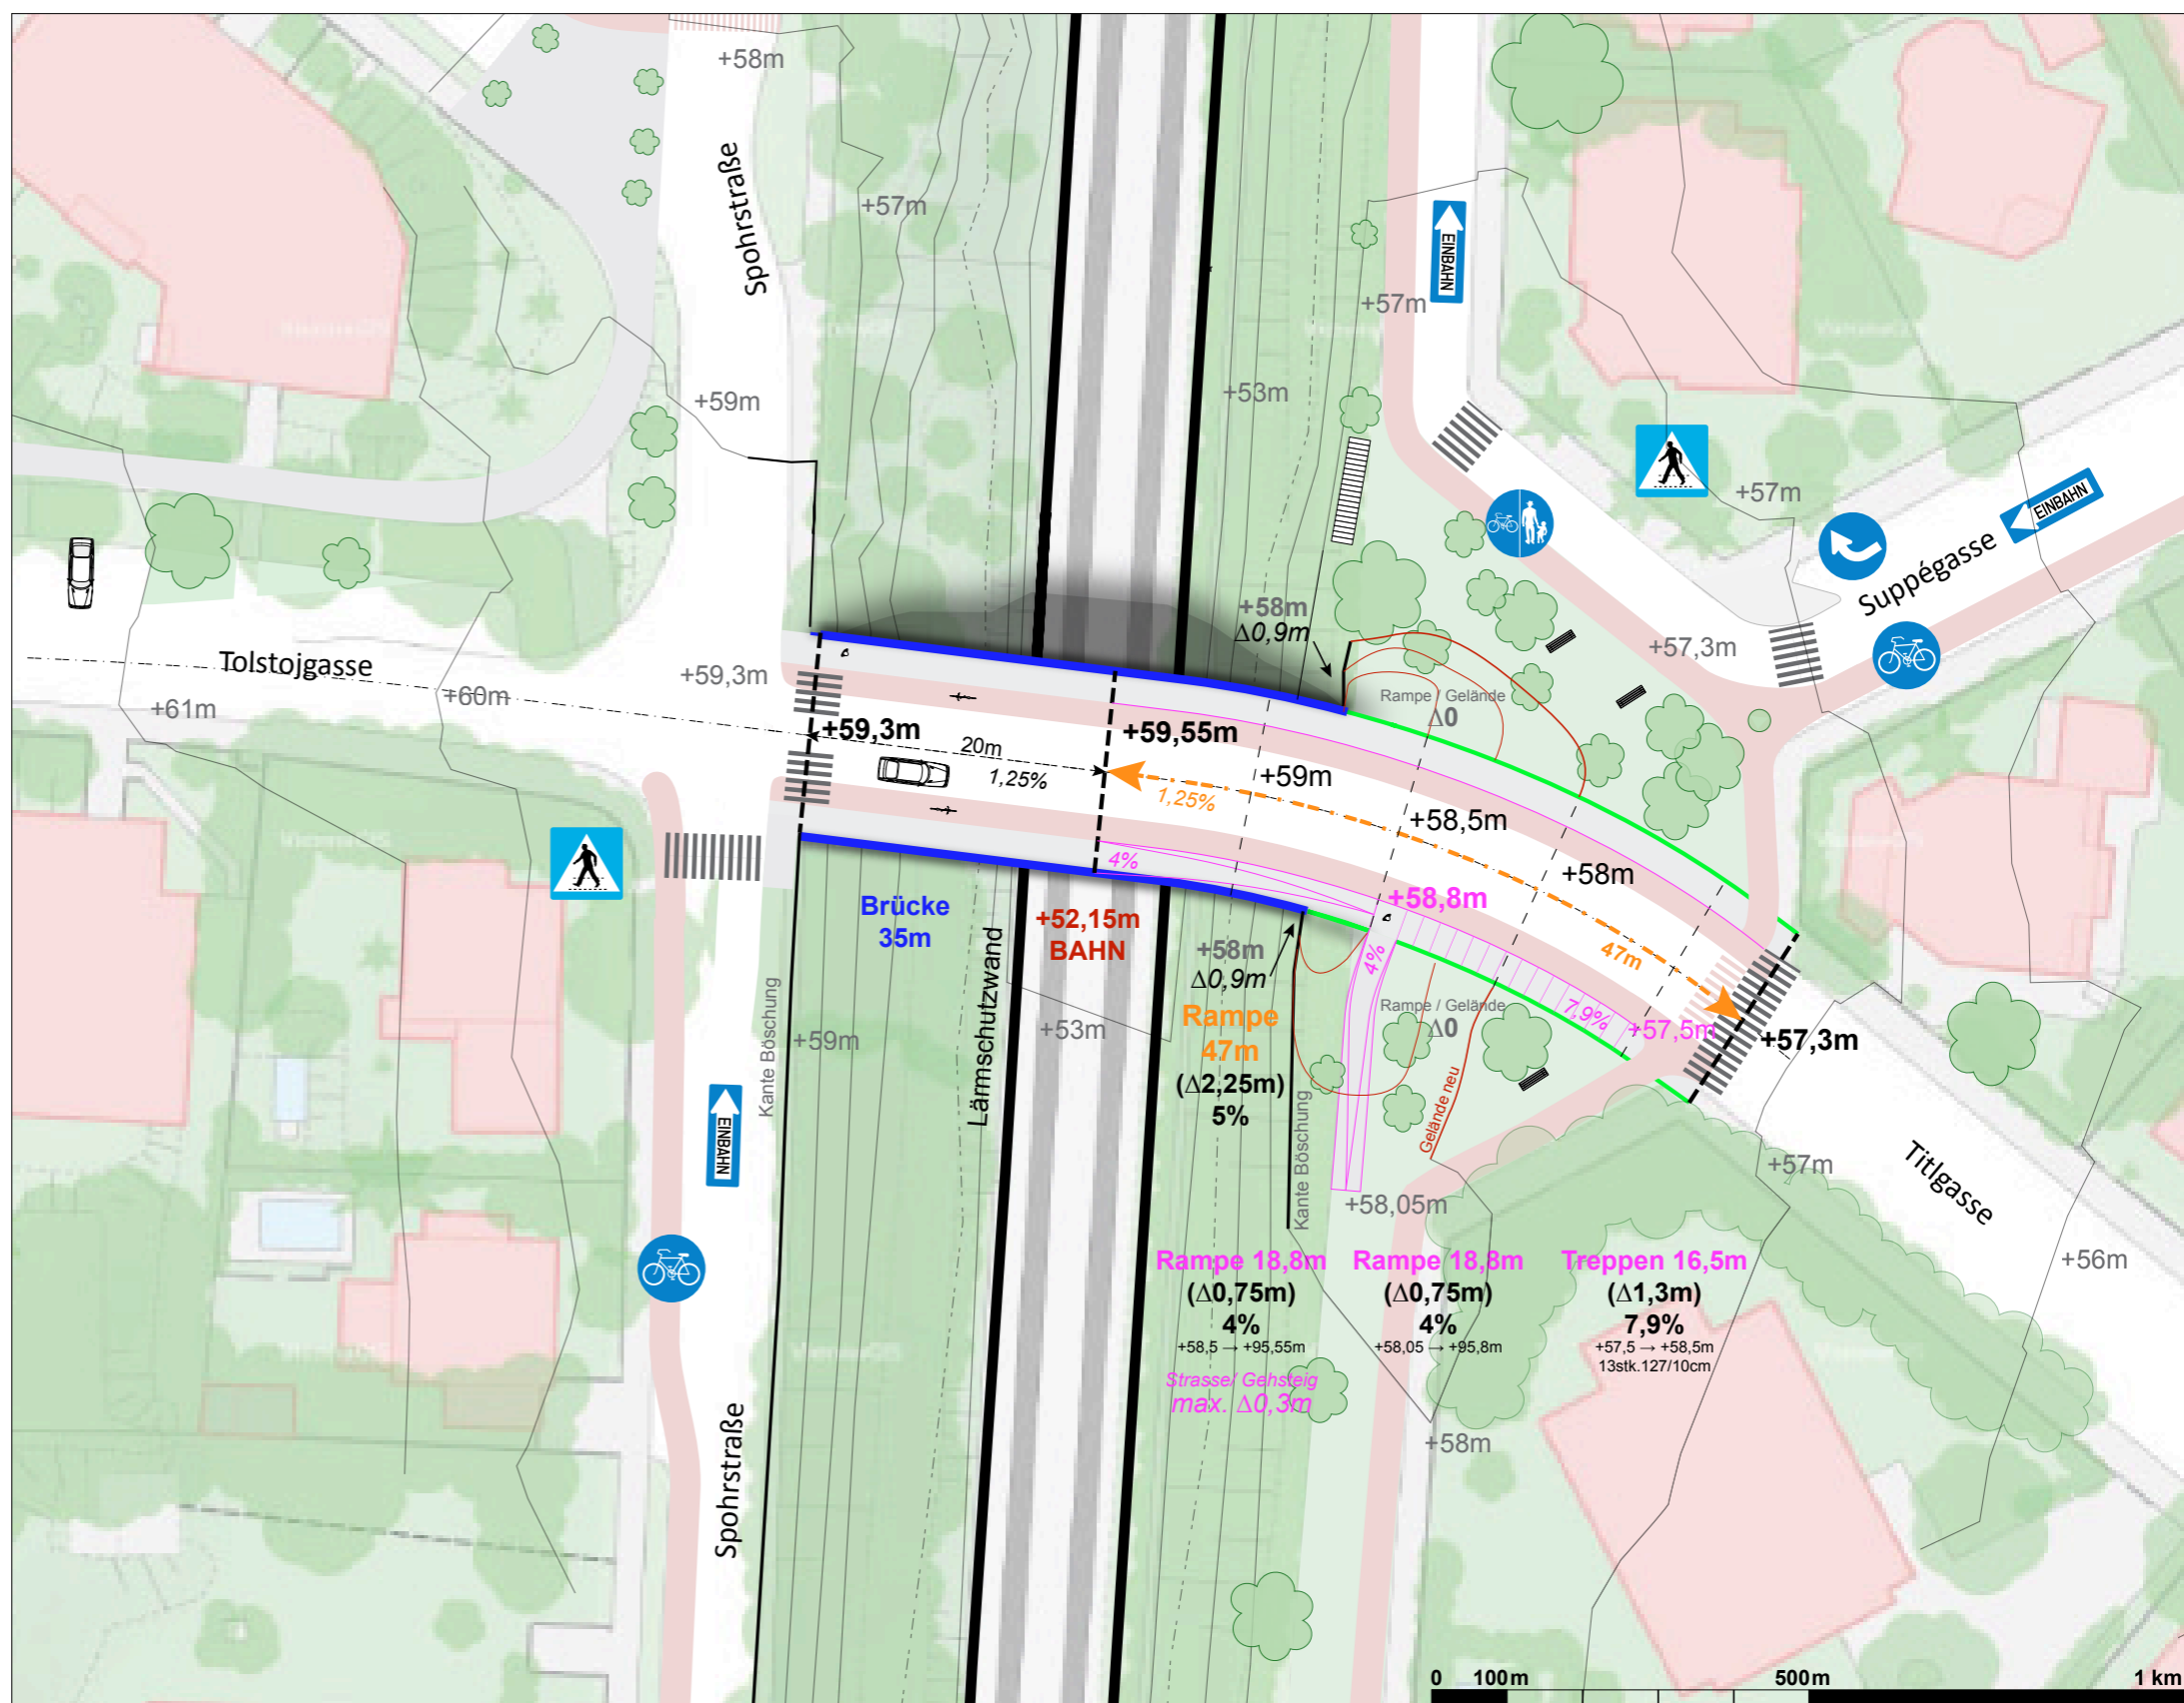 +58m
Spohrstraße
+57m
EINBAHN
+57m
+59m
+53m
+57m
EINBAHN
Suppégasse
+58m
Δ0,9m
+57,3m
Tolstojgasse
+59,3m
+60m
+61m
Rampe / Gelände
Δ0
+59,3m
20m
1,25%
+59,55m
1,25%
+59m
+58,5m
+58m
4%
+58,8m
47m
Brücke
35m
+52,15m
BAHN
+58m
Δ0,9m
4%
Rampe / Gelände
Δ0
7,9%
+57,5m
+57,3m
Kante Böschung
+59m
Lärmschutzwand
+53m
Rampe
47m
(Δ2,25m)
5%
Kante Böschung
Gelände neu
EINBAHN
+57m
Titlgasse
+58,05m
+56m
Rampe 18,8m
(Δ0,75m)
4%
+58,5 → +95,55m
Strasse/ Gehsteig
max. Δ0,3m
Rampe 18,8m
(Δ0,75m)
4%
+58,05 → +95,8m
Treppen 16,5m
(Δ1,3m)
7,9%
+57,5 → +58,5m
13stk.127/10cm
+58m
Spohrstraße
0 100m 500m 1 km